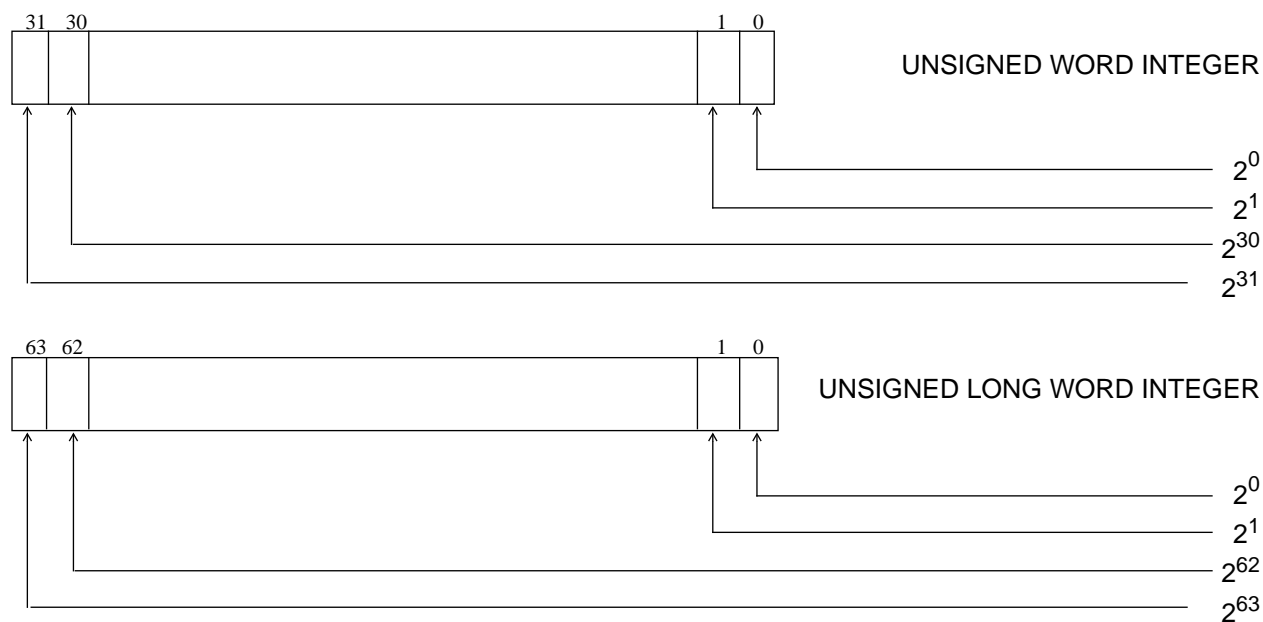 31 30 1 0
UNSIGNED WORD INTEGER
2^0
2^1
2^30
2^31
63 62 1 0
UNSIGNED LONG WORD INTEGER
2^0
2^1
2^62
2^63